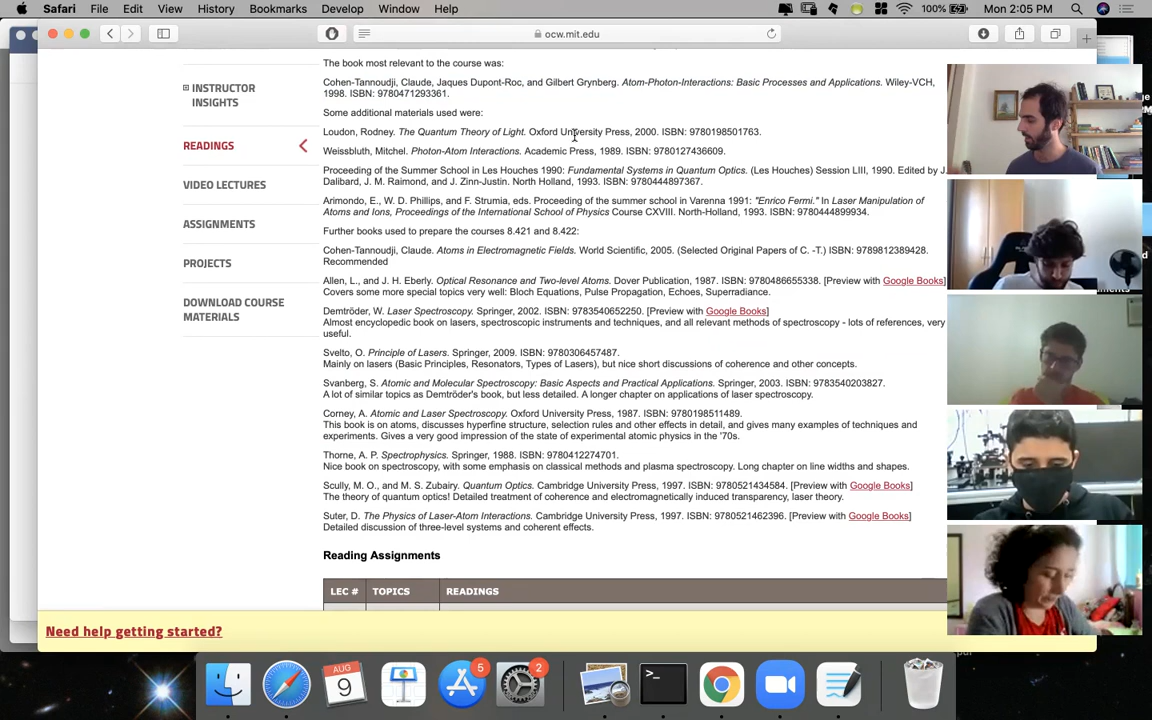 Safari File Edit View History Bookmarks Develop Window Help 100% Mon 2:05 PM
ocw.mit.edu
The book most relevant to the course was:
Cohen-Tannoudji, Claude, Jaques Dupont-Roc, and Gilbert Grynberg. Atom-Photon-Interactions: Basic Processes and Applications. Wiley-VCH,
1998. ISBN: 9780471293361.
INSTRUCTOR
INSIGHTS
Some additional materials used were:
Loudon, Rodney. The Quantum Theory of Light. Oxford University Press, 2000. ISBN: 9780198501763.
READINGS
Weissbluth, Mitchel. Photon-Atom Interactions. Academic Press, 1989. ISBN: 9780127436609.
Proceeding of the Summer School in Les Houches 1990: Fundamental Systems in Quantum Optics. (Les Houches) Session LIII, 1990. Edited by J.
Dalibard, J. M. Raimond, and J. Zinn-Justin. North Holland, 1993. ISBN: 9780444897367.
VIDEO LECTURES
Arimondo, E., W. D. Phillips, and F. Strumia, eds. Proceeding of the summer school in Varenna 1991: "Enrico Fermi." In Laser Manipulation of
Atoms and Ions, Proceedings of the International School of Physics Course CXVIII. North-Holland, 1993. ISBN: 9780444899934.
ASSIGNMENTS
Further books used to prepare the courses 8.421 and 8.422:
Cohen-Tannoudji, Claude. Atoms in Electromagnetic Fields. World Scientific, 2005. (Selected Original Papers of C. -T.) ISBN: 9789812389428.
Recommended
PROJECTS
Allen, L., and J. H. Eberly. Optical Resonance and Two-level Atoms. Dover Publication, 1987. ISBN: 9780486655338. [Preview with Google Books]
Covers some more special topics very well: Bloch Equations, Pulse Propagation, Echoes, Superradiance.
DOWNLOAD COURSE
MATERIALS
Demtröder, W. Laser Spectroscopy. Springer, 2002. ISBN: 9783540652250. [Preview with Google Books]
Almost encyclopedic book on lasers, spectroscopic instruments and techniques, and all relevant methods of spectroscopy - lots of references, very
useful.
Svelto, O. Principle of Lasers. Springer, 2009. ISBN: 9780306457487.
Mainly on lasers (Basic Principles, Resonators, Types of Lasers), but nice short discussions of coherence and other concepts.
Svanberg, S. Atomic and Molecular Spectroscopy: Basic Aspects and Practical Applications. Springer, 2003. ISBN: 9783540203827.
A lot of similar topics as Demtröder's book, but less detailed. A longer chapter on applications of laser spectroscopy.
Corney, A. Atomic and Laser Spectroscopy. Oxford University Press, 1987. ISBN: 9780198511489.
This book is on atoms, discusses hyperfine structure, selection rules and other effects in detail, and gives many examples of techniques and
experiments. Gives a very good impression of the state of experimental atomic physics in the '70s.
Thorne, A. P. Spectrophysics. Springer, 1988. ISBN: 9780412274701.
Nice book on spectroscopy, with some emphasis on classical methods and plasma spectroscopy. Long chapter on line widths and shapes.
Scully, M. O., and M. S. Zubairy. Quantum Optics. Cambridge University Press, 1997. ISBN: 9780521434584. [Preview with Google Books]
The theory of quantum optics! Detailed treatment of coherence and electromagnetically induced transparency, laser theory.
Suter, D. The Physics of Laser-Atom Interactions. Cambridge University Press, 1997. ISBN: 9780521462396. [Preview with Google Books]
Detailed discussion of three-level systems and coherent effects.
Reading Assignments
LEC # TOPICS READINGS
Need help getting started?
AUG
9
5
2